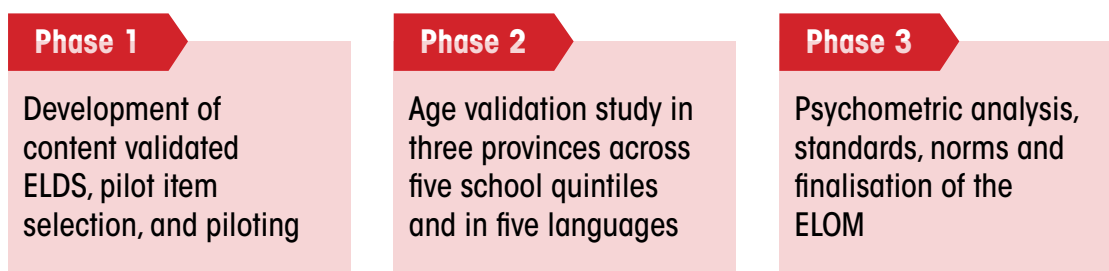 Phase 1
Development of
content validated
ELDS, pilot item
selection, and piloting
Phase 2
Age validation study in
three provinces across
five school quintiles
and in five languages
Phase 3
Psychometric analysis,
standards, norms and
finalisation of the
ELOM